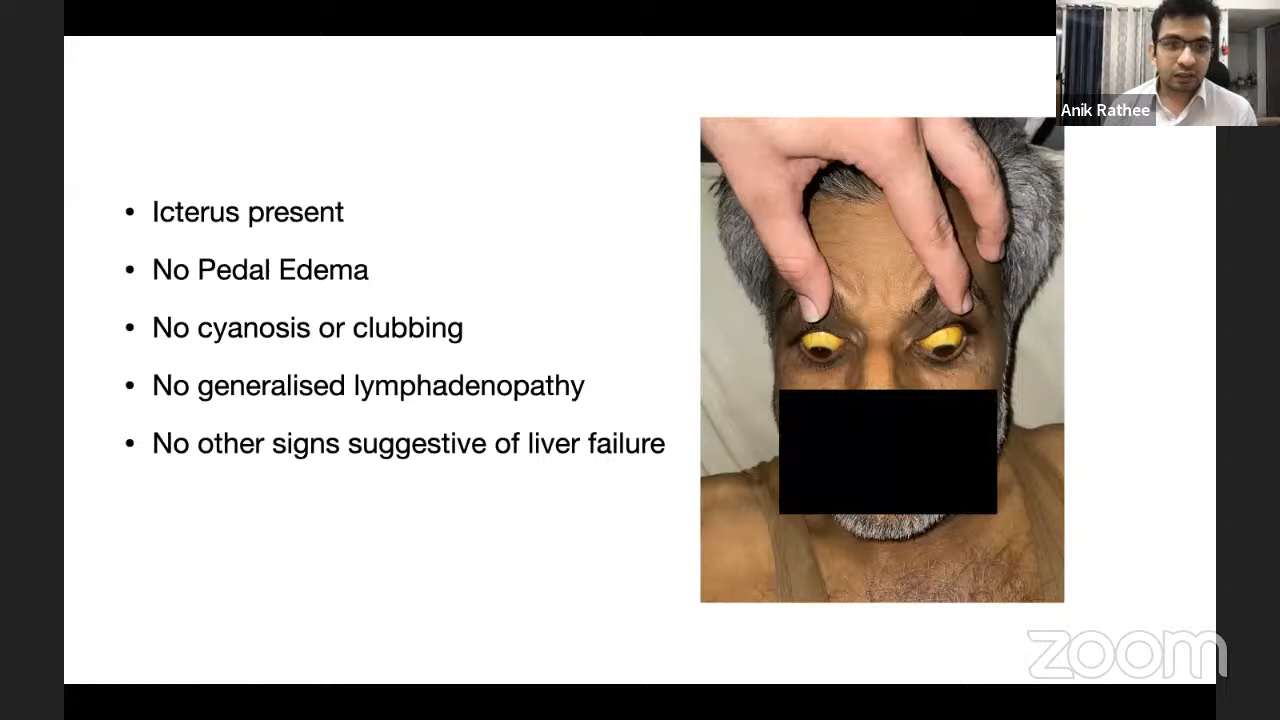 Anik Rathee
• Icterus present
• No Pedal Edema
• No cyanosis or clubbing
• No generalised lymphadenopathy
• No other signs suggestive of liver failure
zoom